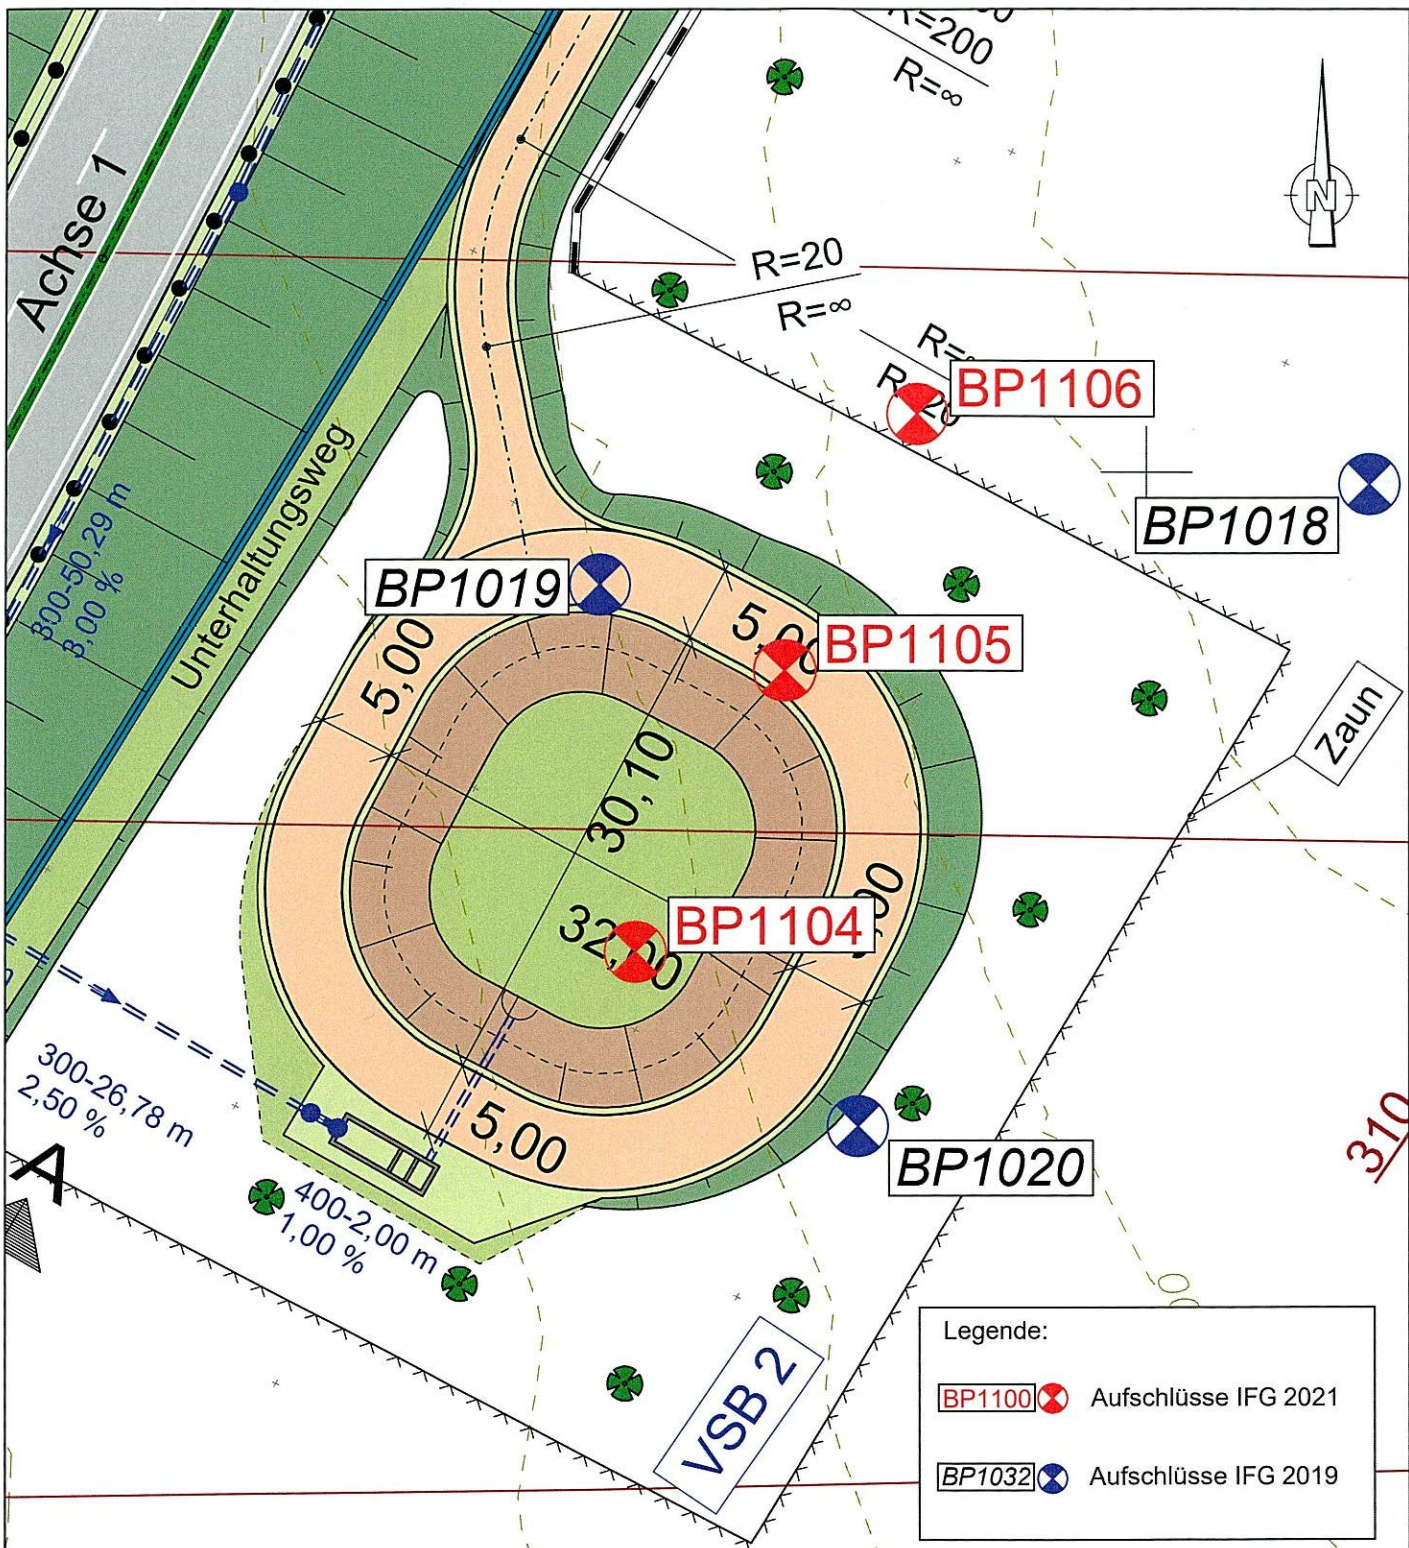 R=200
R=∞
N
Achse 1
R=20
R=∞
BP1106
BP1018
300-50,29 m
3,00 %
Unterhaltungsweg
BP1019
5,00
5,00
BP1105
Zaun
30,10
BP1104
300-26,78 m
2,50 %
5,00
BP1020
310
A
400-2,00 m
1,00 %
VSB 2
Legende:
BP1100 Aufschlüsse IFG 2021
BP1032 Aufschlüsse IFG 2019